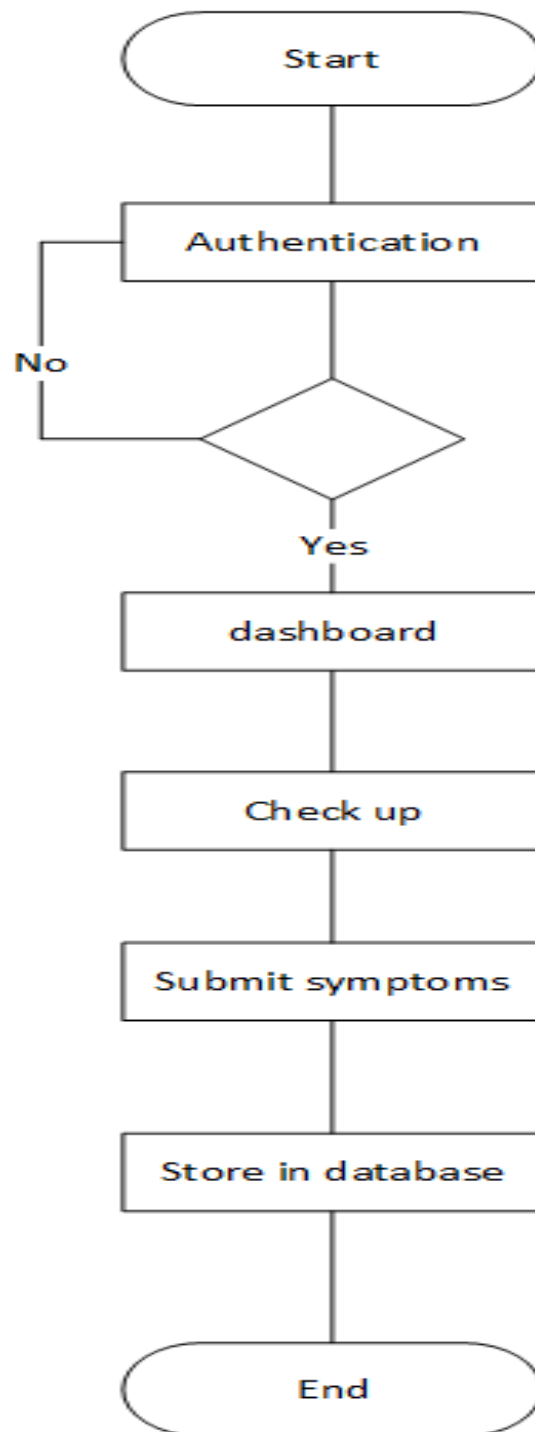 Start
Authentication
No
Yes
dashboard
Check up
Submit symptoms
Store in database
End